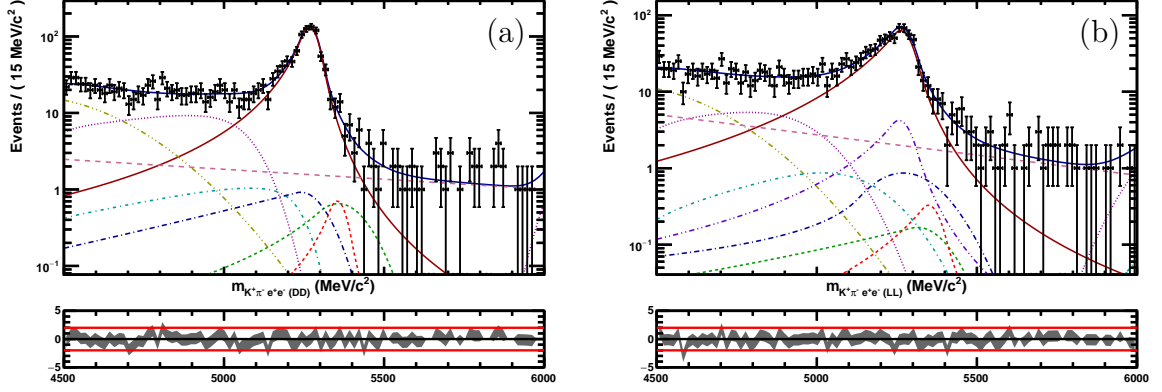 (a)
Events / ( 15 MeV/c²)
10²
10
1
10⁻¹
m K⁺π⁻e⁺e⁻ (DD) (MeV/c²)
5
0
−5
4500 5000 5500 6000
(b)
Events / ( 15 MeV/c²)
10²
10
1
10⁻¹
m K⁺π⁻e⁺e⁻ (LL) (MeV/c²)
5
0
−5
4500 5000 5500 6000